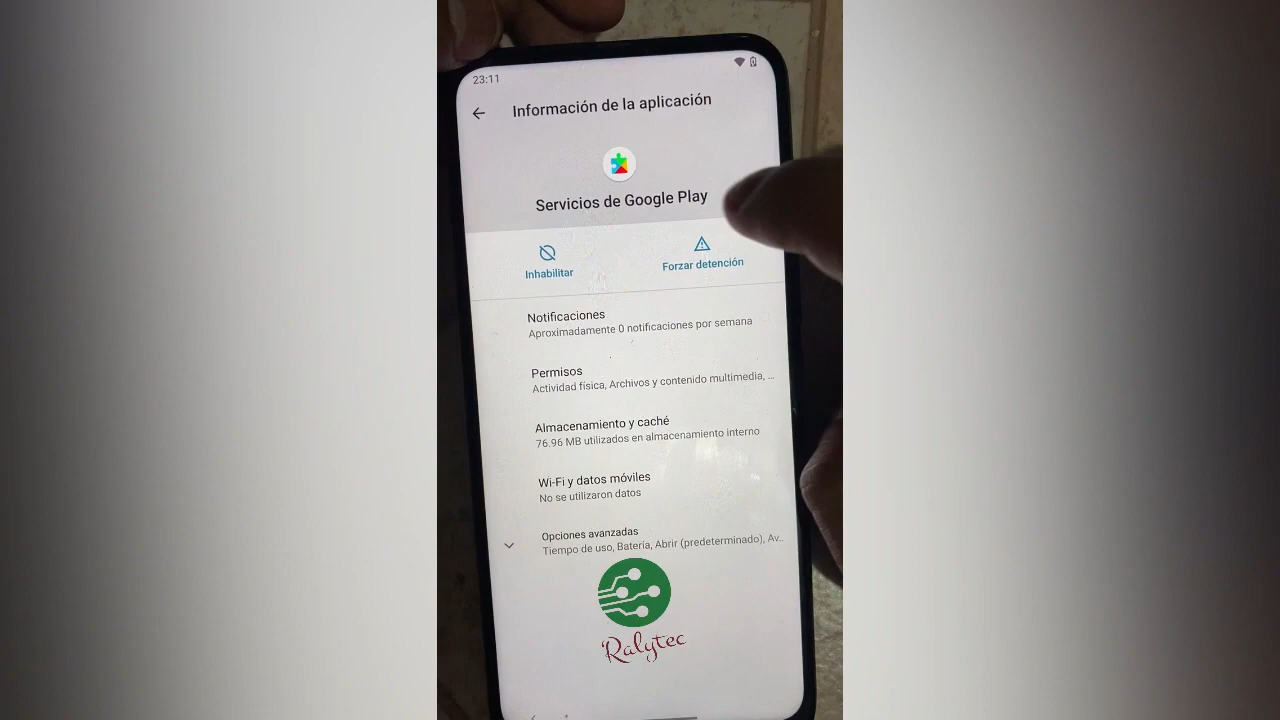 23:11
Información de la aplicación
Servicios de Google Play
Inhabilitar
Forzar detención
Notificaciones
Aproximadamente 0 notificaciones por semana
Permisos
Actividad física, Archivos y contenido multimedia, ...
Almacenamiento y caché
76.96 MB utilizados en almacenamiento interno
Wi-Fi y datos móviles
No se utilizaron datos
Opciones avanzadas
Tiempo de uso, Batería, Abrir (predeterminado), Av..
Ralytec